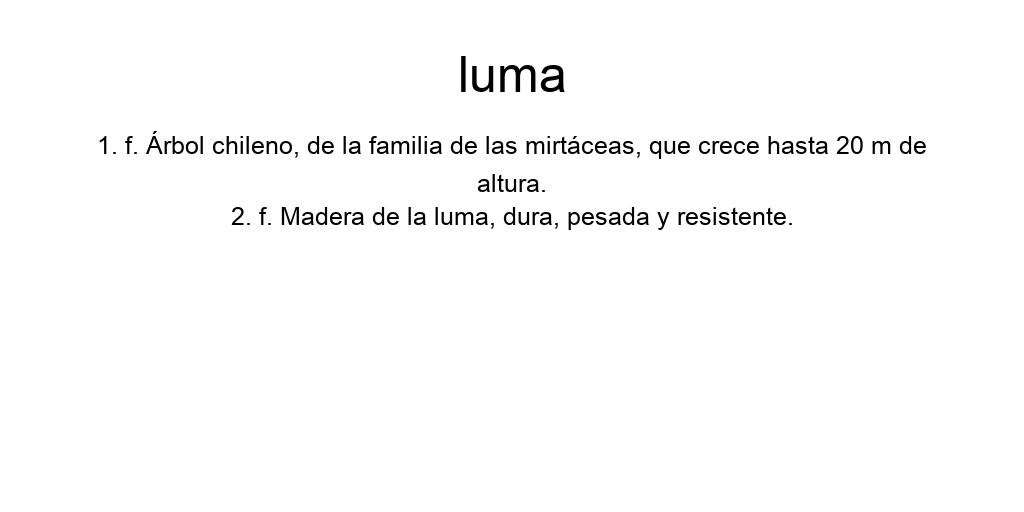 luma
1. f. Árbol chileno, de la familia de las mirtáceas, que crece hasta 20 m de
altura.
2. f. Madera de la luma, dura, pesada y resistente.